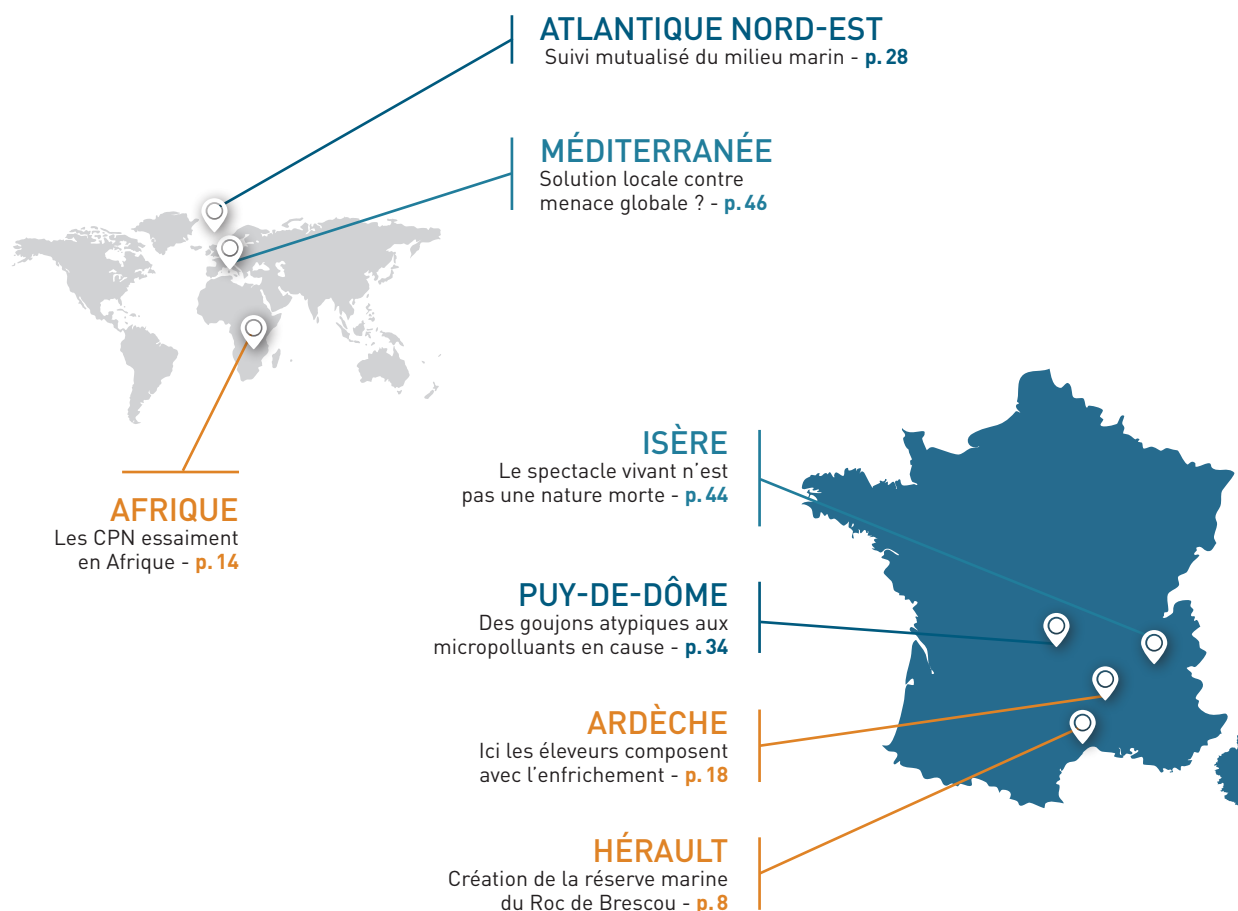 ATLANTIQUE NORD-EST
Suivi mutualisé du milieu marin - p. 28
MÉDITERRANÉE
Solution locale contre
menace globale ? - p. 46
AFRIQUE
Les CPN essaiment
en Afrique - p. 14
ISÈRE
Le spectacle vivant n’est
pas une nature morte - p. 44
PUY-DE-DÔME
Des goujons atypiques aux
micropolluants en cause - p. 34
ARDÈCHE
Ici les éleveurs composent
avec l’enfrichement - p. 18
HÉRAULT
Création de la réserve marine
du Roc de Brescou - p. 8